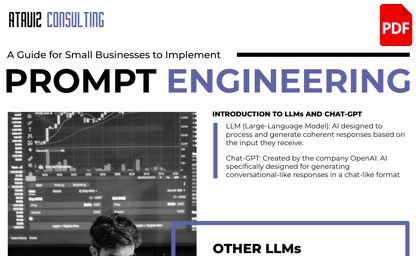 ATAVIZ CONSULTING
PDF
A Guide for Small Businesses to Implement
PROMPT ENGINEERING
INTRODUCTION TO LLMs AND CHAT-GPT
LLM (Large-Language Model): AI designed to
process and generate coherent responses based on
the input they receive.
Chat-GPT: Created by the company OpenAI. AI
specifically designed for generating
conversational-like responses in a chat-like format
OTHER LLMs